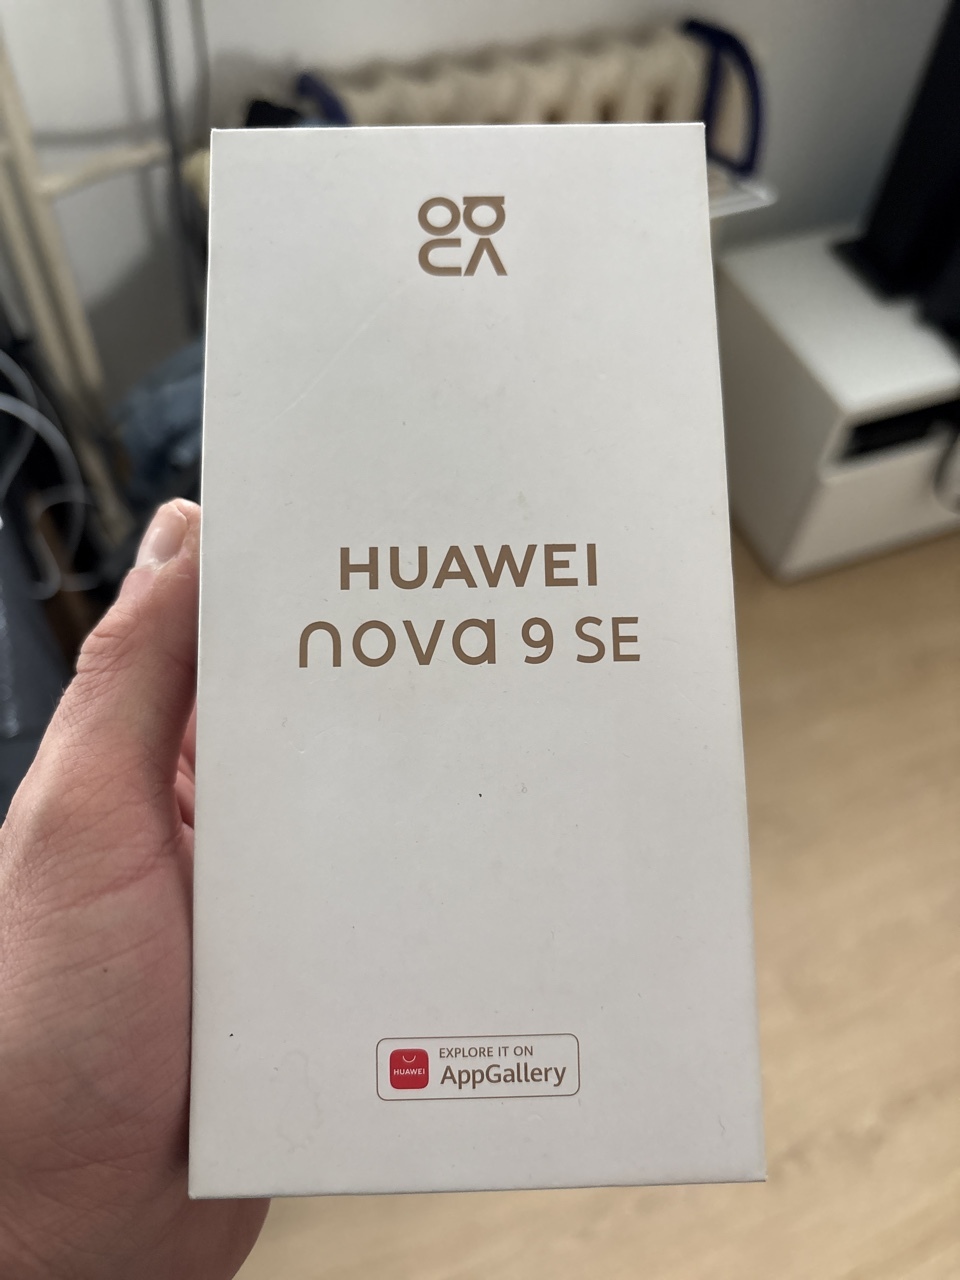 HUAWEI
nova 9 SE
EXPLORE IT ON
HUAWEI
AppGallery